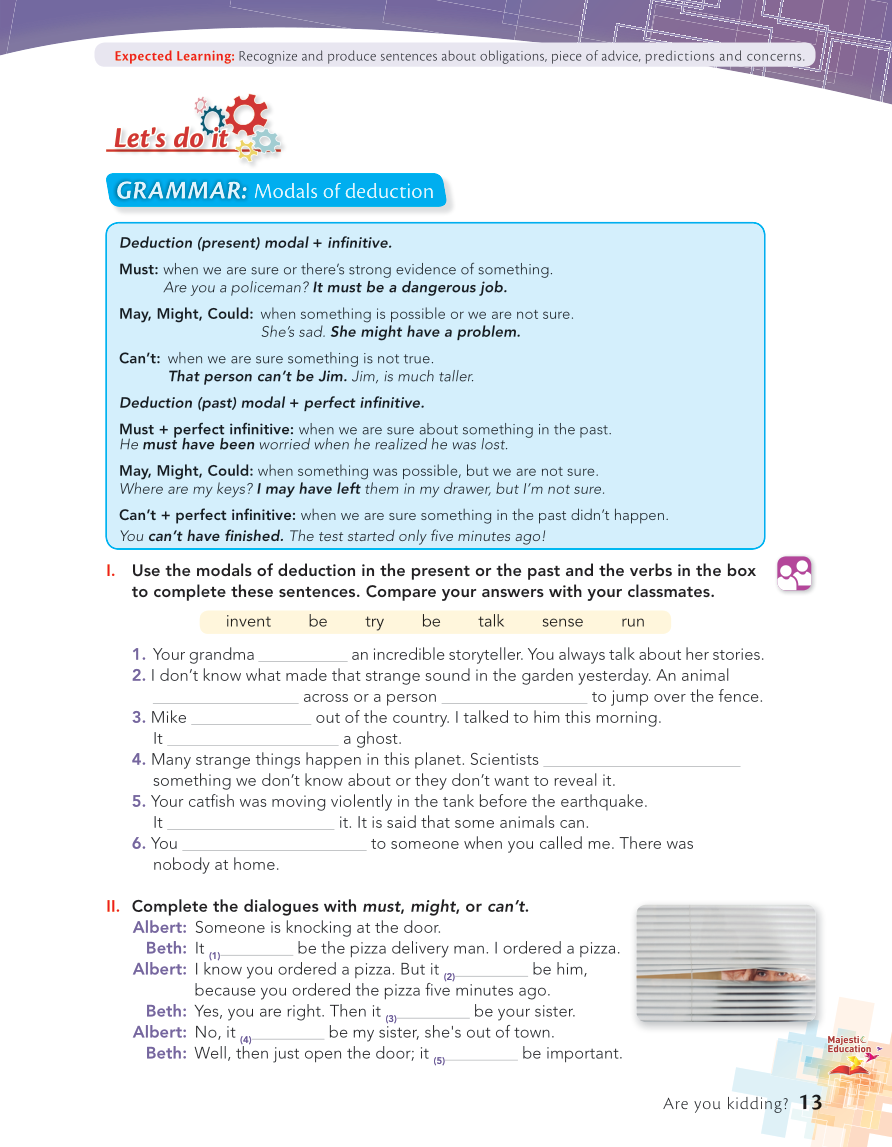 Expected Learning: Recognize and produce sentences about obligations, piece of advice, predictions and concerns.
Let's do it
GRAMMAR: Modals of deduction
Deduction (present) modal + infinitive.
Must: when we are sure or there's strong evidence of something.
Are you a policeman? It must be a dangerous job.
May, Might, Could: when something is possible or we are not sure.
She's sad. She might have a problem.
Can't: when we are sure something is not true.
That person can't be Jim. Jim, is much taller.
Deduction (past) modal + perfect infinitive.
Must + perfect infinitive: when we are sure about something in the past.
He must have been worried when he realized he was lost.
May, Might, Could: when something was possible, but we are not sure.
Where are my keys? I may have left them in my drawer, but I'm not sure.
Can't + perfect infinitive: when we are sure something in the past didn't happen.
You can't have finished. The test started only five minutes ago!
I. Use the modals of deduction in the present or the past and the verbs in the box
to complete these sentences. Compare your answers with your classmates.
invent be try be talk sense run
1. Your grandma __________ an incredible storyteller. You always talk about her stories.
2. I don't know what made that strange sound in the garden yesterday. An animal
__________ across or a person __________ to jump over the fence.
3. Mike __________ out of the country. I talked to him this morning.
It __________ a ghost.
4. Many strange things happen in this planet. Scientists __________
something we don't know about or they don't want to reveal it.
5. Your catfish was moving violently in the tank before the earthquake.
It __________ it. It is said that some animals can.
6. You __________ to someone when you called me. There was
nobody at home.
II. Complete the dialogues with must, might, or can't.
Albert: Someone is knocking at the door.
Beth: It (1)__________ be the pizza delivery man. I ordered a pizza.
Albert: I know you ordered a pizza. But it (2)__________ be him,
because you ordered the pizza five minutes ago.
Beth: Yes, you are right. Then it (3)__________ be your sister.
Albert: No, it (4)__________ be my sister, she's out of town.
Beth: Well, then just open the door; it (5)__________ be important.
Majestic
Education
Are you kidding? 13